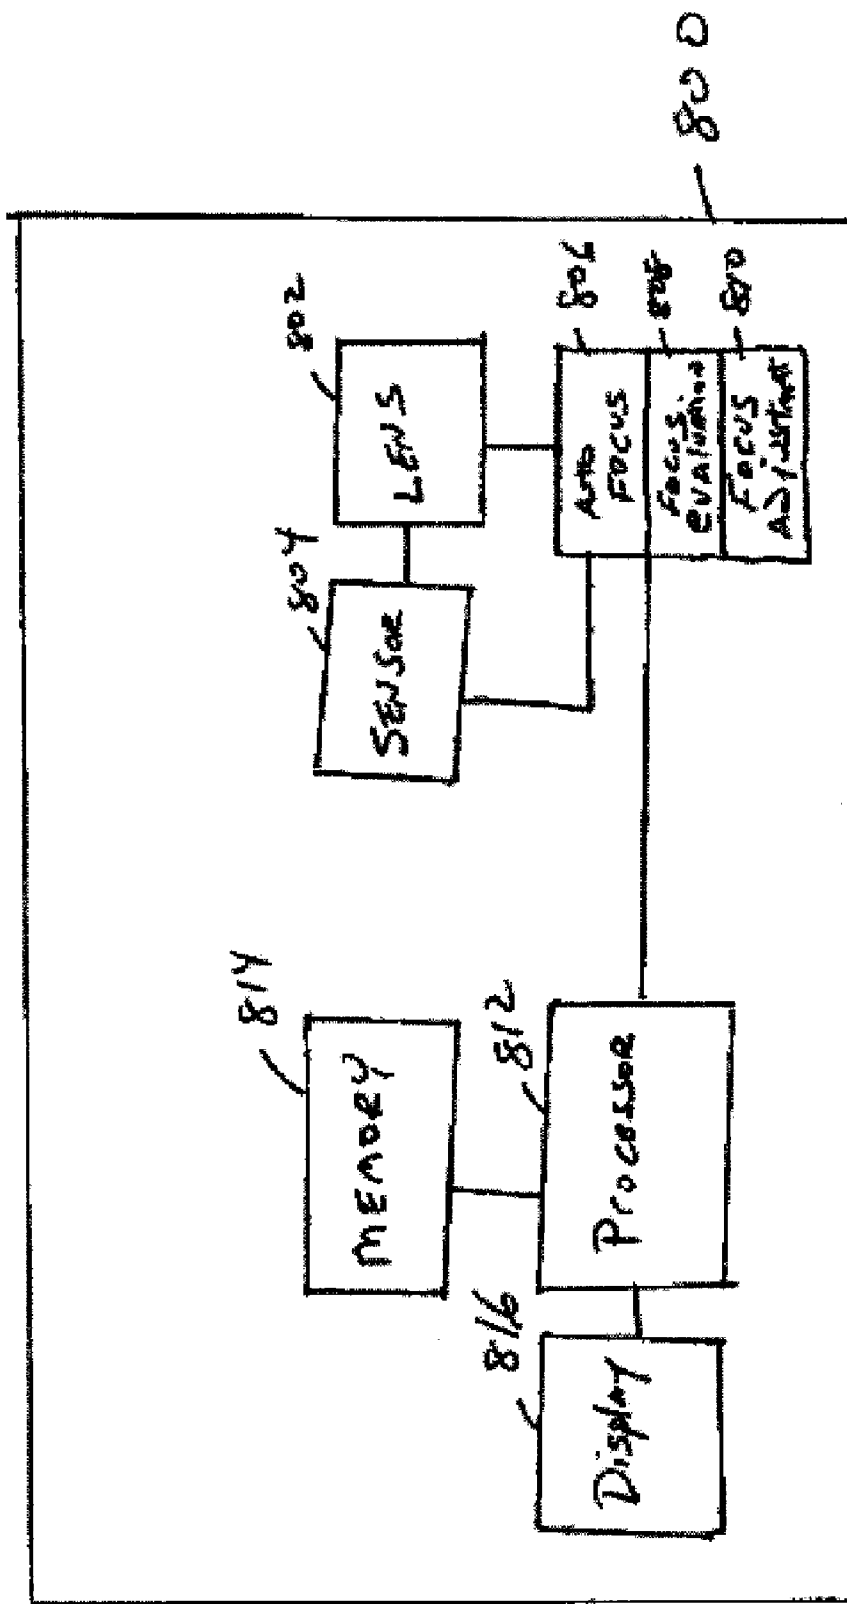 814
MEMORY
804
SENSOR
802
LENS
816
Display
812
Processor
806
Auto
FOCUS
808
FOCUS
evaluation
810
FOCUS
ADjustment
800